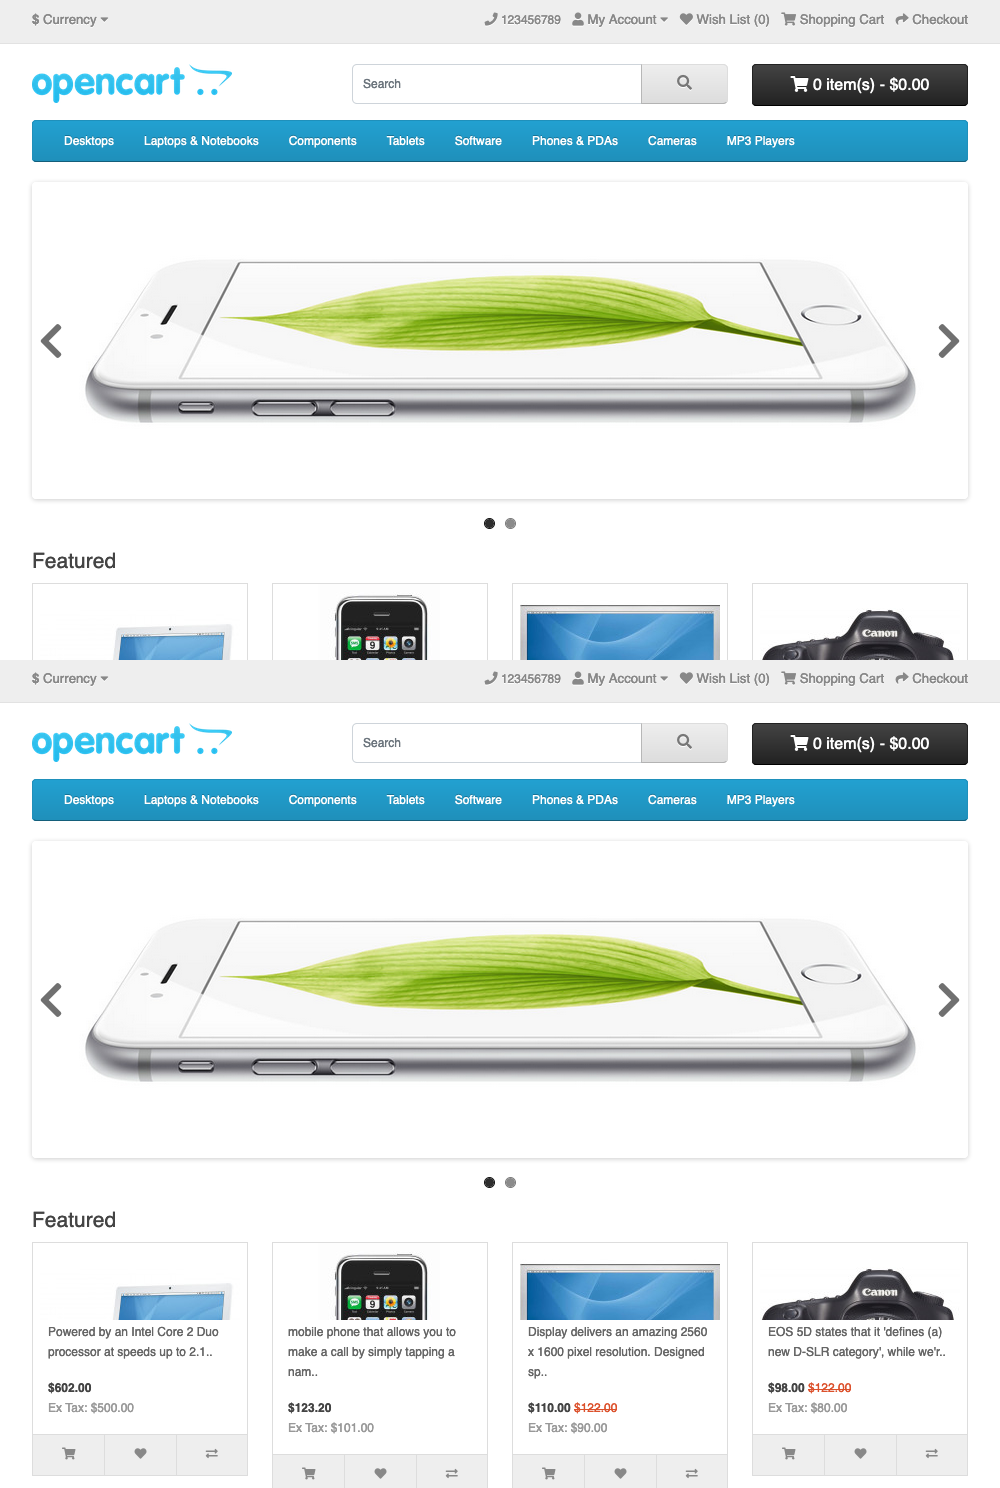 $ Currency
123456789 My Account Wish List (0) Shopping Cart Checkout
opencart
Search
0 item(s) - $0.00
Desktops Laptops & Notebooks Components Tablets Software Phones & PDAs Cameras MP3 Players
Featured
Canon
$ Currency
123456789 My Account Wish List (0) Shopping Cart Checkout
opencart
Search
0 item(s) - $0.00
Desktops Laptops & Notebooks Components Tablets Software Phones & PDAs Cameras MP3 Players
Featured
Canon
Powered by an Intel Core 2 Duo
processor at speeds up to 2.1..
$602.00
Ex Tax: $500.00
mobile phone that allows you to
make a call by simply tapping a
nam..
$123.20
Ex Tax: $101.00
Display delivers an amazing 2560
x 1600 pixel resolution. Designed
sp..
$110.00 $122.00
Ex Tax: $90.00
EOS 5D states that it 'defines (a)
new D-SLR category', while we'r..
$98.00 $122.00
Ex Tax: $80.00